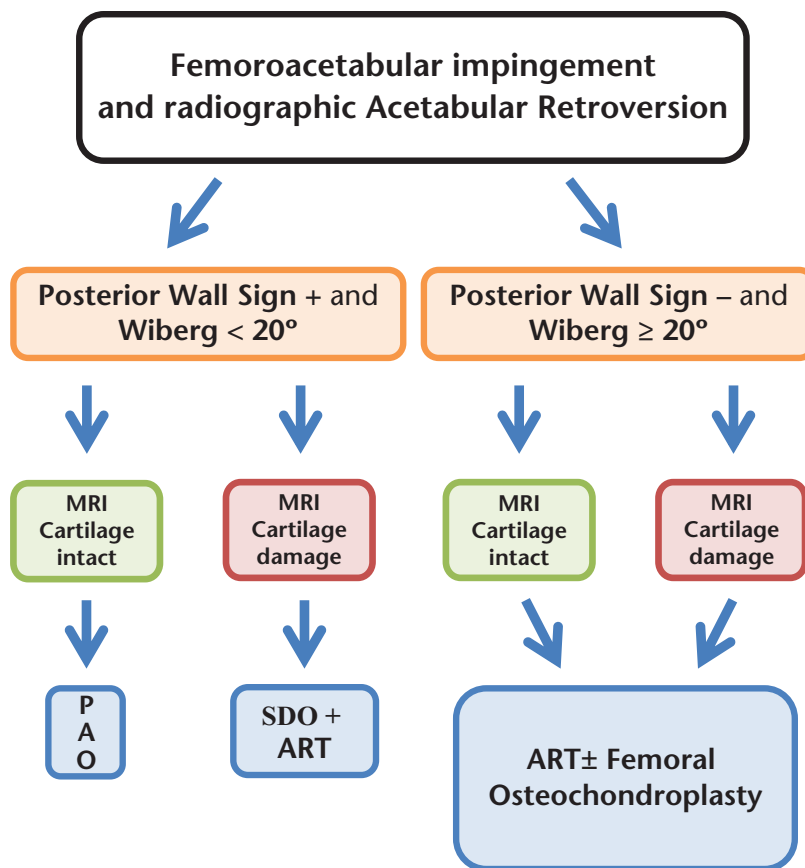 Femoroacetabular impingement
and radiographic Acetabular Retroversion
Posterior Wall Sign + and
Wiberg < 20º
Posterior Wall Sign – and
Wiberg ≥ 20º
MRI
Cartilage
intact
MRI
Cartilage
damage
MRI
Cartilage
intact
MRI
Cartilage
damage
P
A
O
SDO +
ART
ART± Femoral
Osteochondroplasty